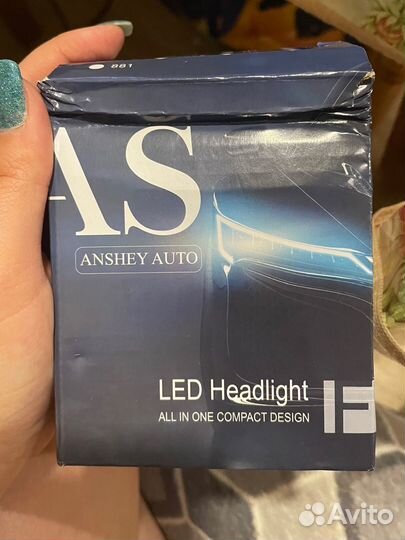 881
AS
ANSHEY AUTO
LED Headlight
ALL IN ONE COMPACT DESIGN
Avito